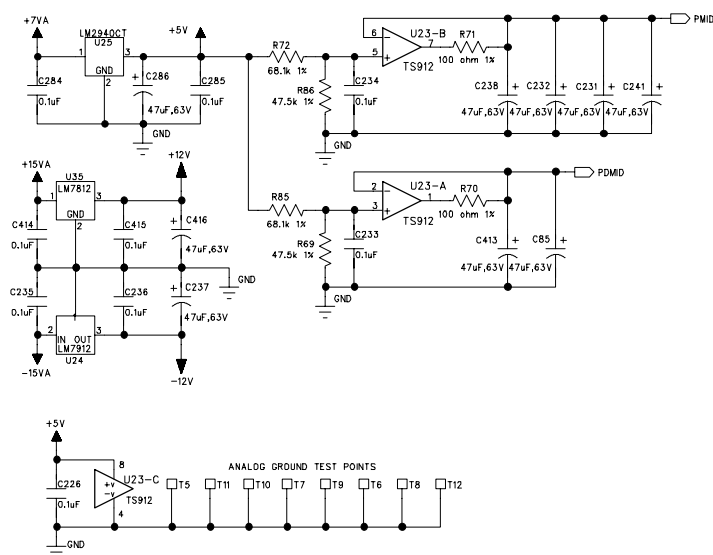 +7VA
LM2940CT
U25
+5V
1
3
GND
2
C284
0.1uF
C286
47uF,63V
C285
0.1uF
GND
R72
68.1k 1%
R86
47.5k 1%
C234
0.1uF
GND
6
5
7
U23-B
TS912
R71
100 ohm 1%
PMID
C238
47uF,63V
C232
47uF,63V
C231
47uF,63V
C241
47uF,63V
+15VA
U35
LM7812
+12V
1
3
GND
2
C414
0.1uF
C415
0.1uF
C416
47uF,63V
GND
C235
0.1uF
C236
0.1uF
C237
47uF,63V
1
2
3
IN OUT
LM7912
U24
-15VA
-12V
R85
68.1k 1%
R69
47.5k 1%
C233
0.1uF
GND
2
3
1
U23-A
TS912
R70
100 ohm 1%
PDMID
C413
47uF,63V
C85
47uF,63V
+5V
C226
0.1uF
8
+v
-v
4
U23-C
TS912
GND
ANALOG GROUND TEST POINTS
T5
T11
T10
T7
T9
T6
T8
T12